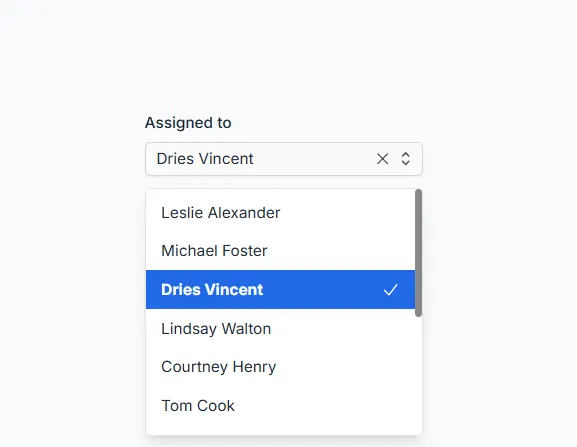 Assigned to
Dries Vincent
Leslie Alexander
Michael Foster
Dries Vincent
Lindsay Walton
Courtney Henry
Tom Cook